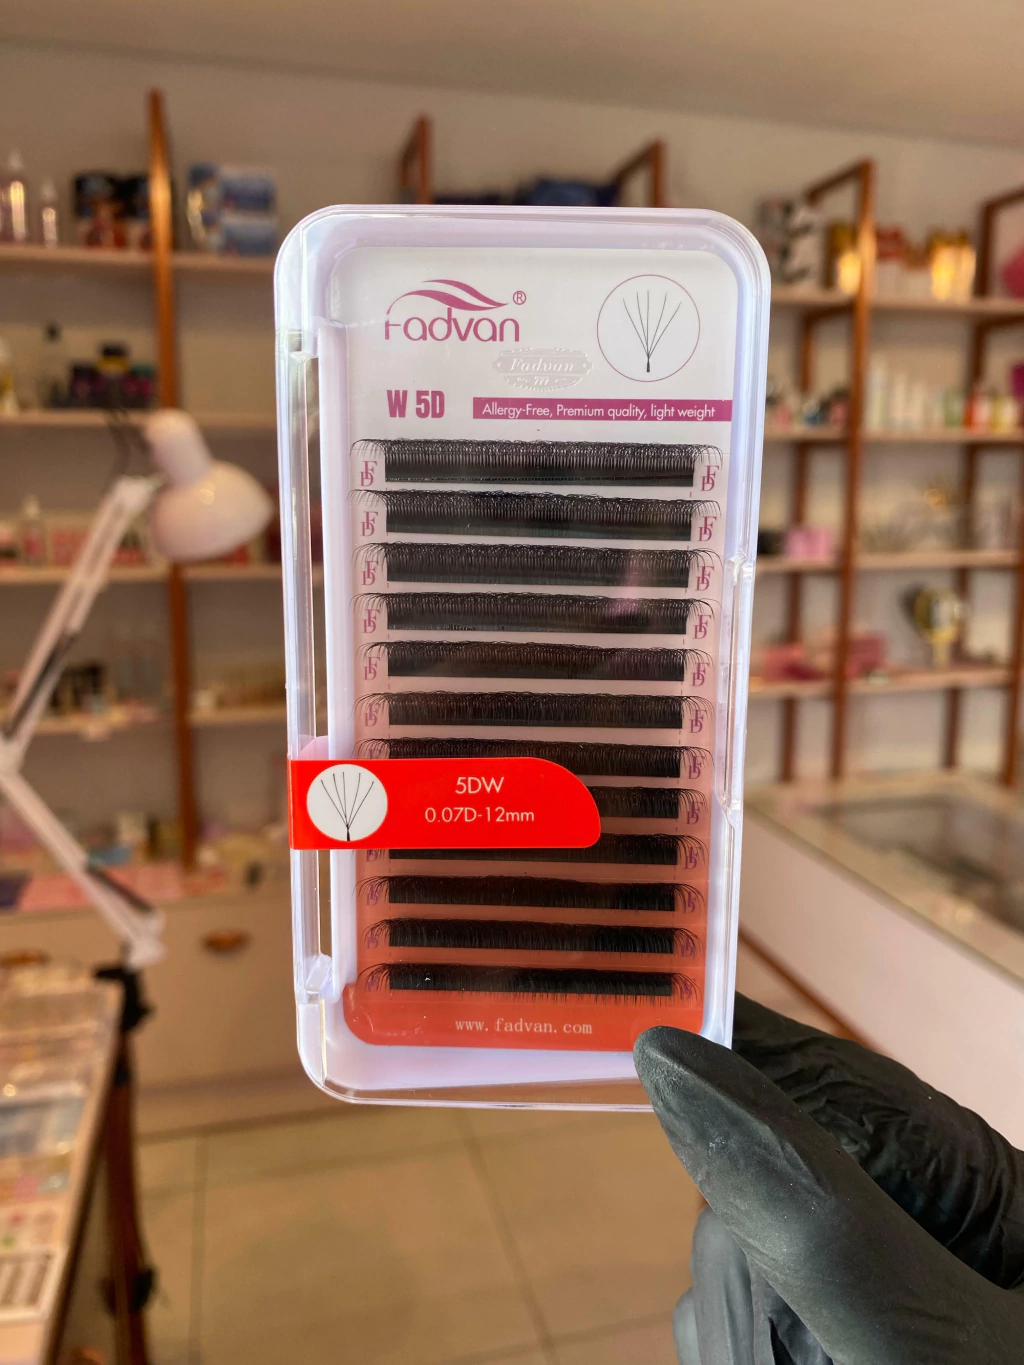 Fadvan®
Fadvan
W 5D
Allergy-Free, Premium quality, light weight
5DW
0.07D-12mm
www.fadvan.com